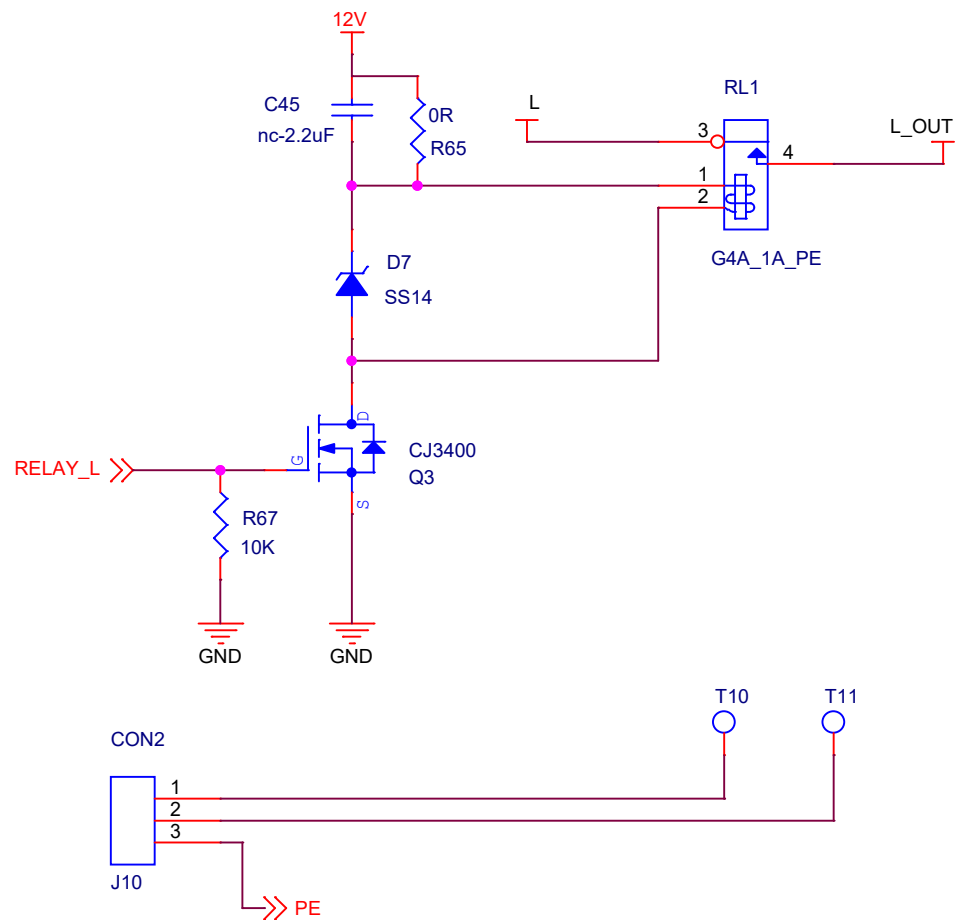 12V
C45
nc-2.2uF
0R
R65
L
RL1
L_OUT
3
4
1
2
G4A_1A_PE
D7
SS14
RELAY_L
G
D
S
CJ3400
Q3
R67
10K
GND
GND
T10
T11
CON2
1
2
3
J10
PE